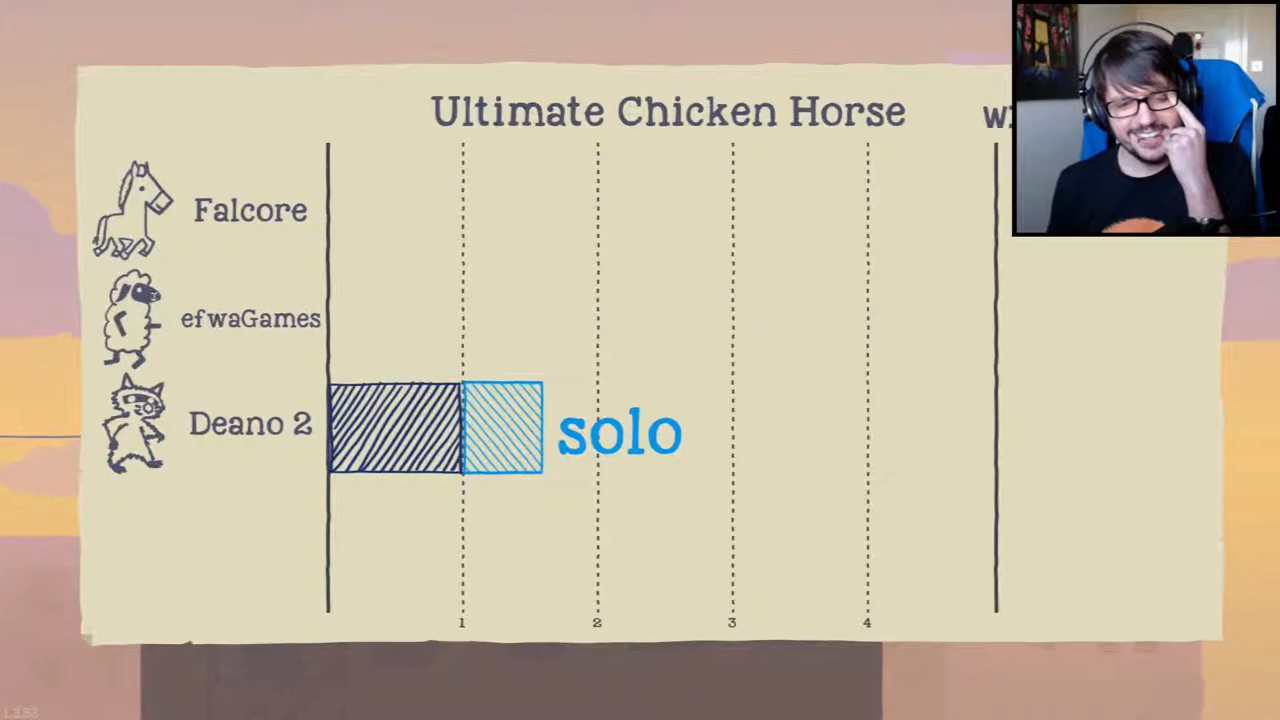 Ultimate Chicken Horse
Falcore
efwaGames
Deano 2
solo
1 2 3 4